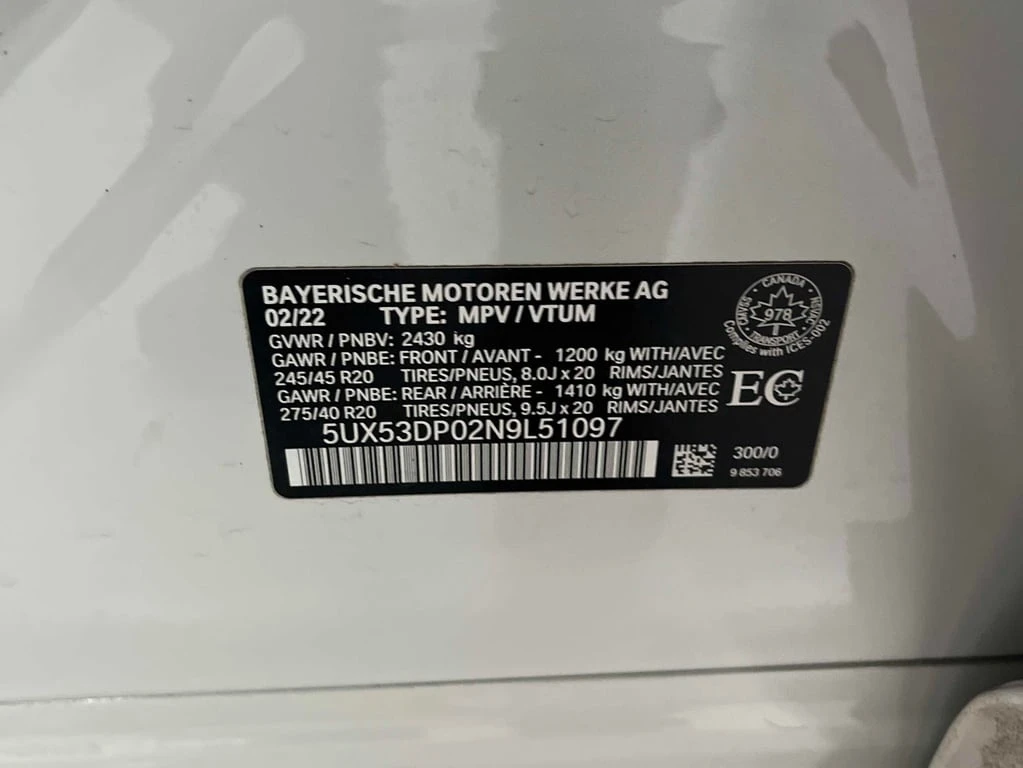 BAYERISCHE MOTOREN WERKE AG
02/22 TYPE: MPV / VTUM
GVWR / PNBV: 2430 kg
GAWR / PNBE: FRONT / AVANT - 1200 kg WITH/AVEC
245/45 R20 TIRES/PNEUS, 8.0J x 20 RIMS/JANTES
GAWR / PNBE: REAR / ARRIÈRE - 1410 kg WITH/AVEC
275/40 R20 TIRES/PNEUS, 9.5J x 20 RIMS/JANTES
5UX53DP02N9L51097
CANADA
978
TRANSPORT
CMVSS
NSVAC
Complies with ICES-002
EC
300/0
9 853 706